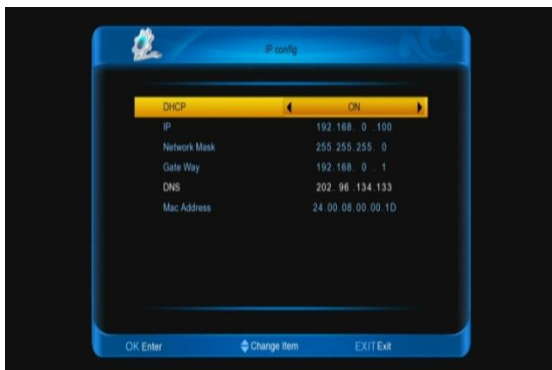 IP config
DHCP ON
IP 192.168. 0 .100
Network Mask 255.255.255. 0
Gate Way 192.168. 0 . 1
DNS 202. 96 .134.133
Mac Address 24.00.08.00.00.1D
OK Enter Change Item EXIT Exit